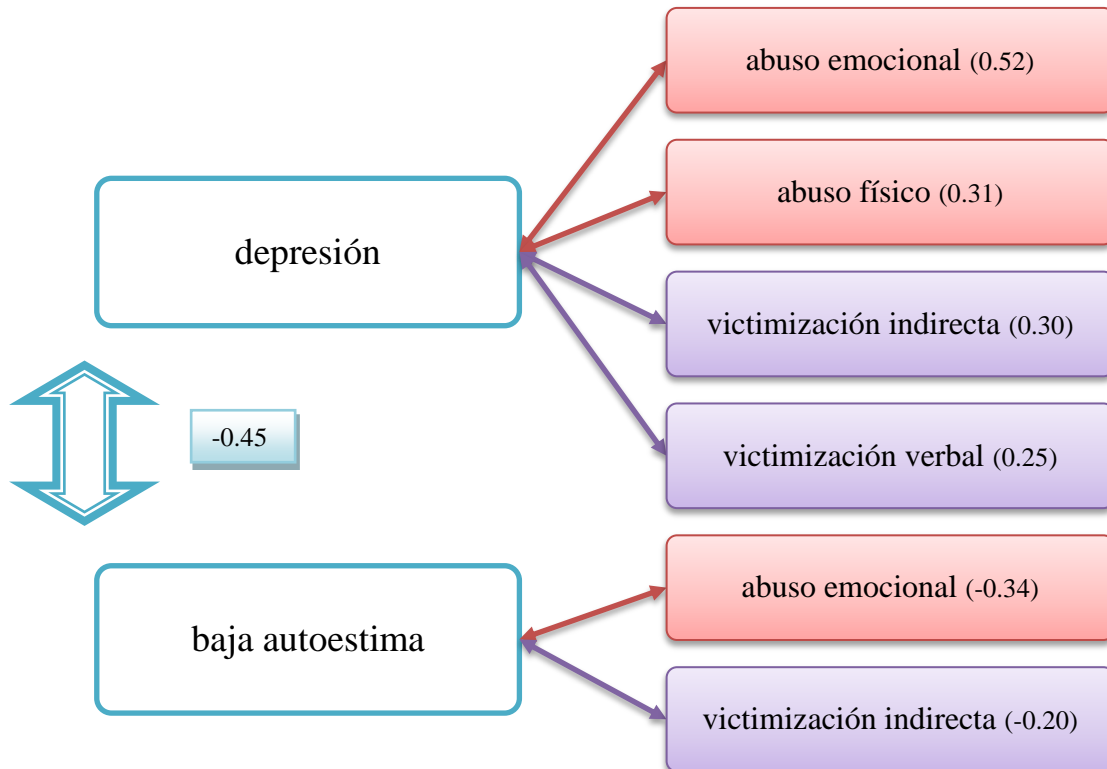 abuso emocional (0.52)
abuso físico (0.31)
depresión
victimización indirecta (0.30)
-0.45
victimización verbal (0.25)
abuso emocional (-0.34)
baja autoestima
victimización indirecta (-0.20)